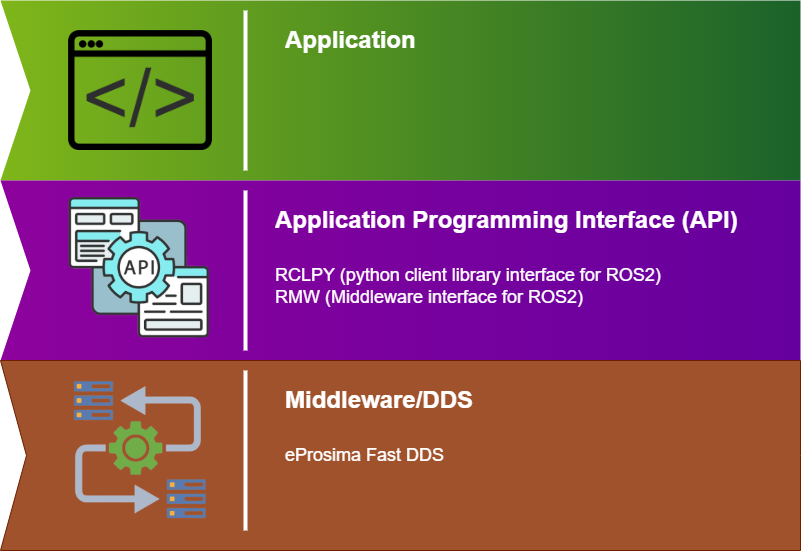 </>
Application
Application Programming Interface (API)
API
RCLPY (python client library interface for ROS2)
RMW (Middleware interface for ROS2)
Middleware/DDS
eProsima Fast DDS